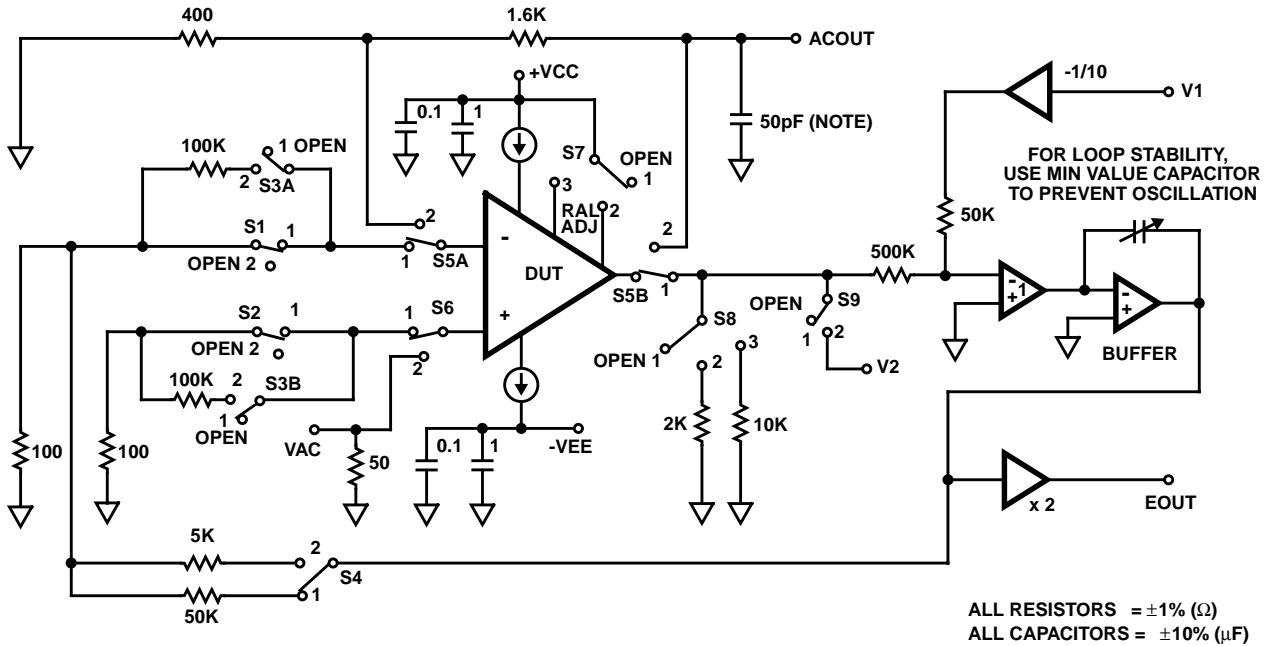 400
1.6K
ACOUT
+VCC
-1/10
V1
0.1
1
50pF (NOTE)
100K
1 OPEN
2
S3A
S7
OPEN
1
3
RAL
ADJ
2
FOR LOOP STABILITY,
USE MIN VALUE CAPACITOR
TO PREVENT OSCILLATION
50K
S1
1
OPEN 2
2
1
S5A
-
DUT
+
2
S5B
1
500K
-
+
1
-
+
BUFFER
S2
1
OPEN 2
1
S6
2
S8
OPEN 1
2
3
OPEN
S9
1
2
V2
100K
2
S3B
1
OPEN
2K
10K
100
100
VAC
50
0.1
1
-VEE
x 2
EOUT
5K
2
S4
1
50K
ALL RESISTORS = ±1% (Ω)
ALL CAPACITORS = ±10% (μF)